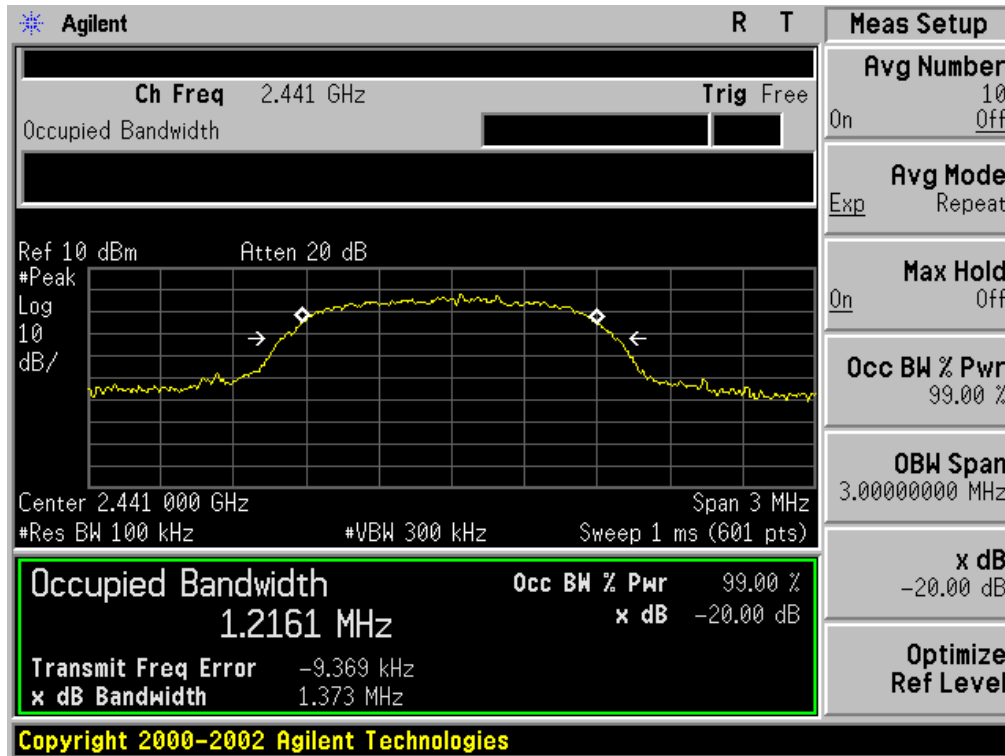 Agilent R T
Ch Freq 2.441 GHz Trig Free
Occupied Bandwidth
Ref 10 dBm Atten 20 dB
#Peak
Log
10
dB/
Center 2.441 000 GHz Span 3 MHz
#Res BW 100 kHz #VBW 300 kHz Sweep 1 ms (601 pts)
Occupied Bandwidth Occ BW % Pwr 99.00 %
1.2161 MHz x dB -20.00 dB
Transmit Freq Error -9.369 kHz
x dB Bandwidth 1.373 MHz
Copyright 2000-2002 Agilent Technologies
Meas Setup
Avg Number
10
On Off
Avg Mode
Exp Repeat
Max Hold
On Off
Occ BW % Pwr
99.00 %
OBW Span
3.00000000 MHz
x dB
-20.00 dB
Optimize
Ref Level